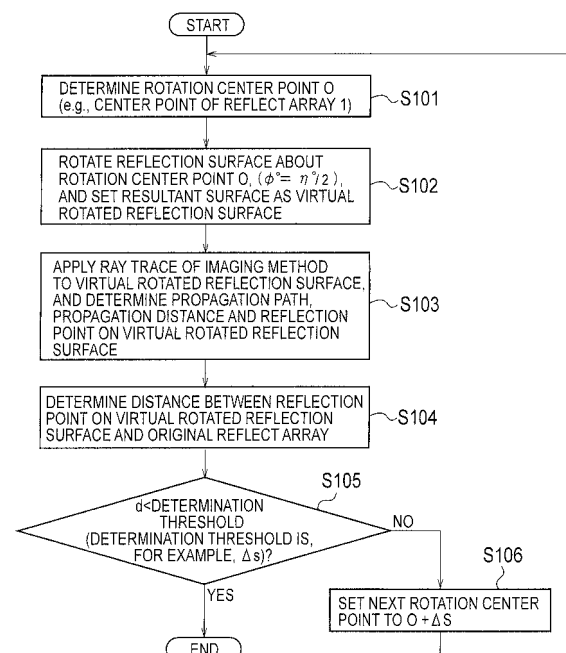 START
DETERMINE ROTATION CENTER POINT O
(e.g., CENTER POINT OF REFLECT ARRAY 1)
S101
ROTATE REFLECTION SURFACE ABOUT
ROTATION CENTER POINT O, (φ°= η°/2),
AND SET RESULTANT SURFACE AS VIRTUAL
ROTATED REFLECTION SURFACE
S102
APPLY RAY TRACE OF IMAGING METHOD
TO VIRTUAL ROTATED REFLECTION SURFACE,
AND DETERMINE PROPAGATION PATH,
PROPAGATION DISTANCE AND REFLECTION
POINT ON VIRTUAL ROTATED REFLECTION
SURFACE
S103
DETERMINE DISTANCE BETWEEN REFLECTION
POINT ON VIRTUAL ROTATED REFLECTION
SURFACE AND ORIGINAL REFLECT ARRAY
S104
S105
d<DETERMINATION
THRESHOLD
(DETERMINATION THRESHOLD IS,
FOR EXAMPLE, Δs)?
NO
YES
S106
SET NEXT ROTATION CENTER
POINT TO O +ΔS
END